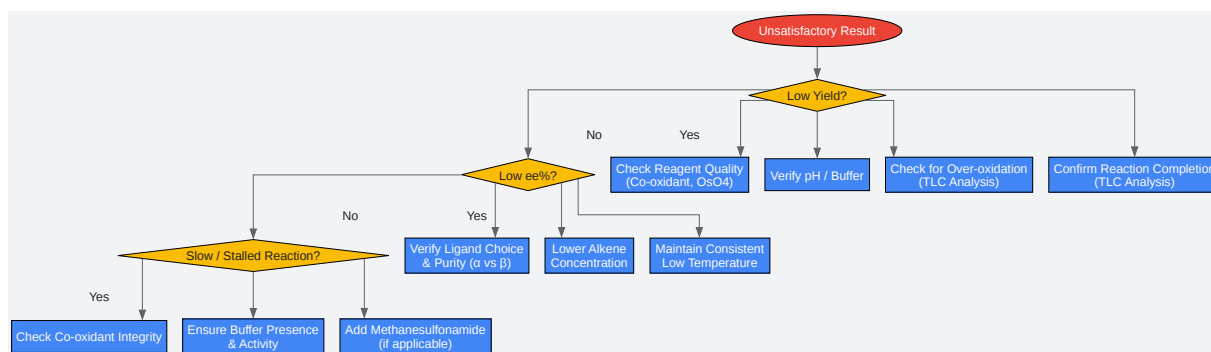 Unsatisfactory Result
Low Yield?
No
Yes
Check Reagent Quality
(Co-oxidant, OsO4)
Verify pH / Buffer
Check for Over-oxidation
(TLC Analysis)
Confirm Reaction Completion
(TLC Analysis)
Low ee%?
No
Yes
Verify Ligand Choice
& Purity (α vs β)
Lower Alkene
Concentration
Maintain Consistent
Low Temperature
Slow / Stalled Reaction?
Yes
Check Co-oxidant Integrity
Ensure Buffer Presence
& Activity
Add Methanesulfonamide
(if applicable)